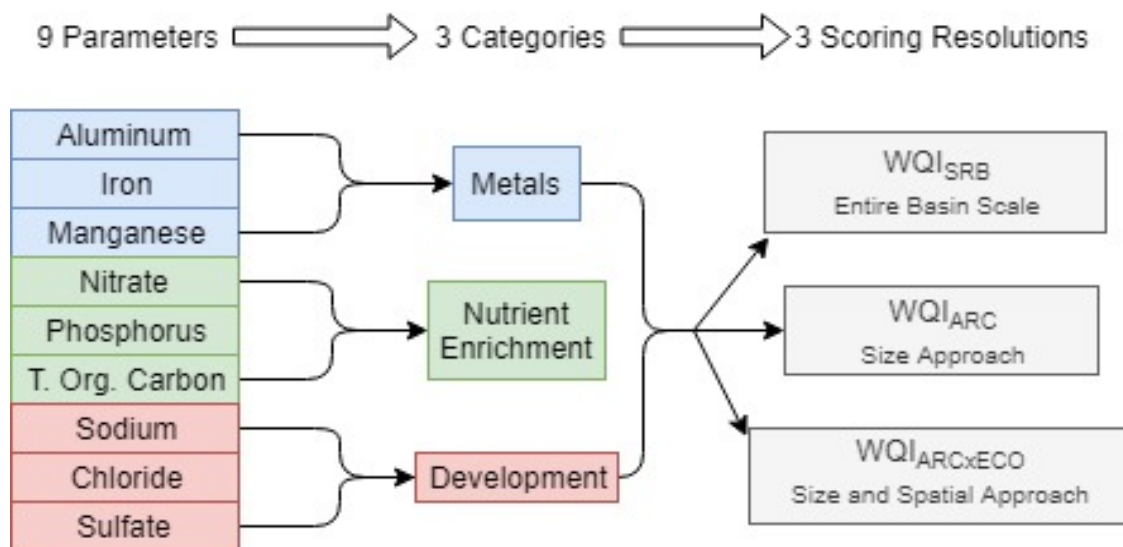 9 Parameters
3 Categories
3 Scoring Resolutions
Aluminum
Iron
Manganese
Nitrate
Phosphorus
T. Org. Carbon
Sodium
Chloride
Sulfate
Metals
Nutrient
Enrichment
Development
WQISRB
Entire Basin Scale
WQIARC
Size Approach
WQIARCxECO
Size and Spatial Approach